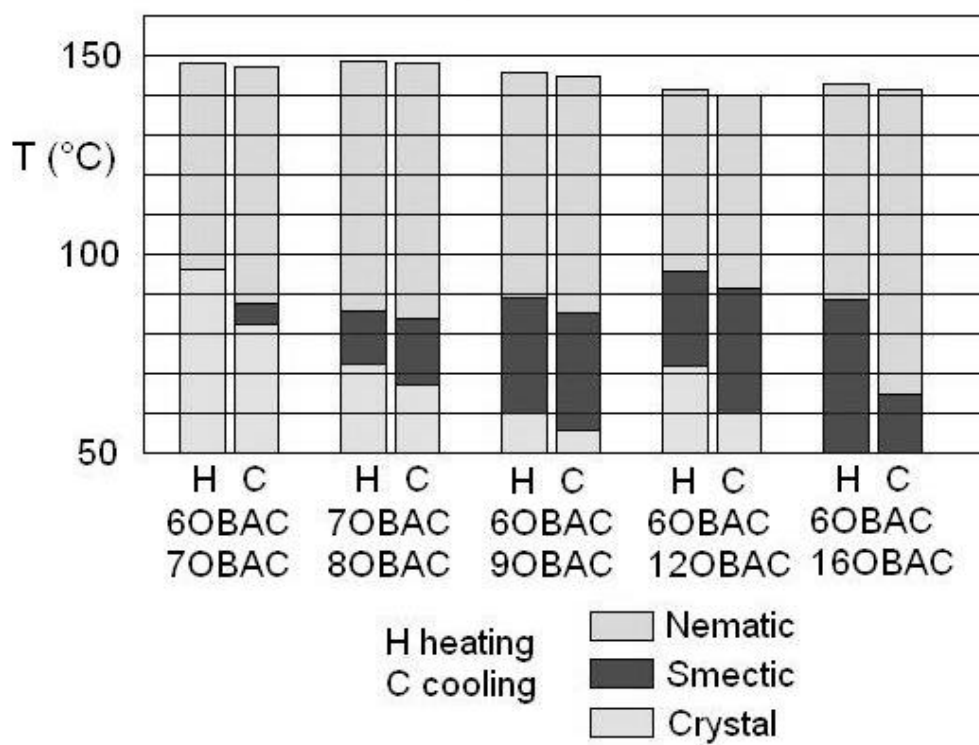 150
T (°C)
100
50
H C H C H C H C H C
6OBAC 7OBAC 6OBAC 6OBAC 6OBAC
7OBAC 8OBAC 9OBAC 12OBAC 16OBAC
H heating
C cooling
Nematic
Smectic
Crystal